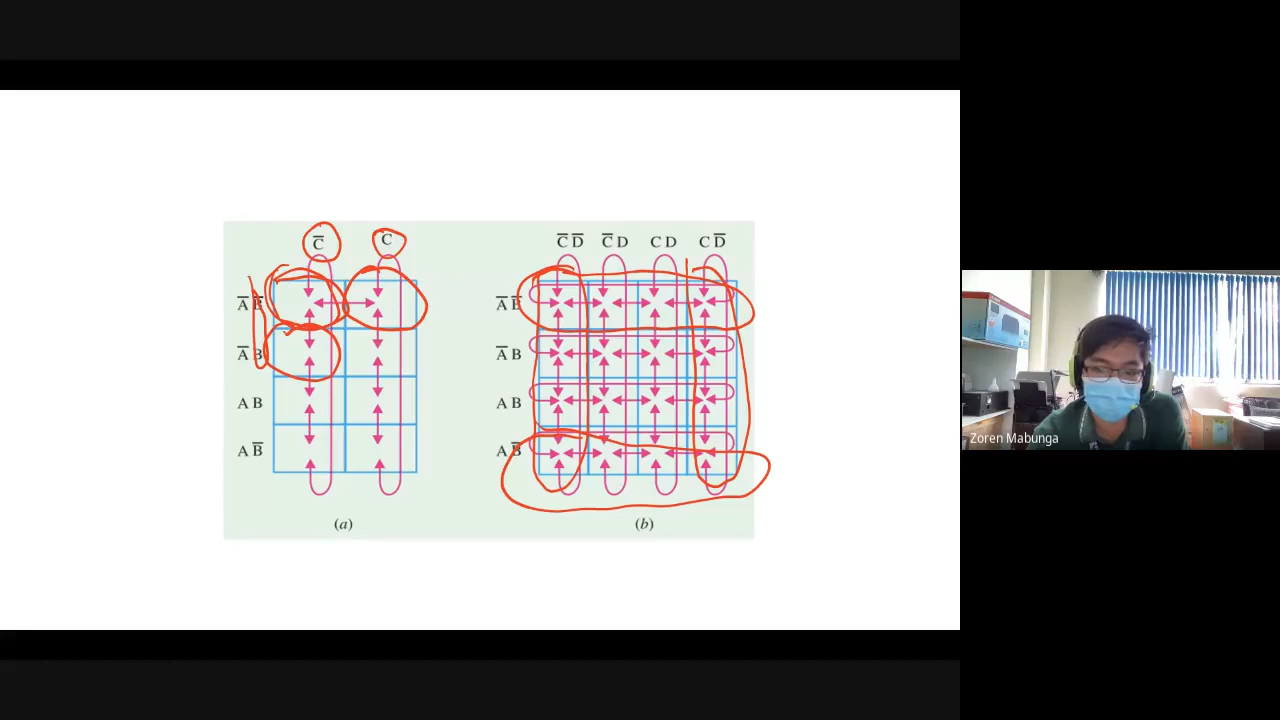 C̅ C C̅ D̅ C̅ D C D C D̅
A̅ B̅ A̅ B̅
A̅ B A̅ B
A B A B
A B̅ A B̅
(a) (b)
Zoren Mabunga